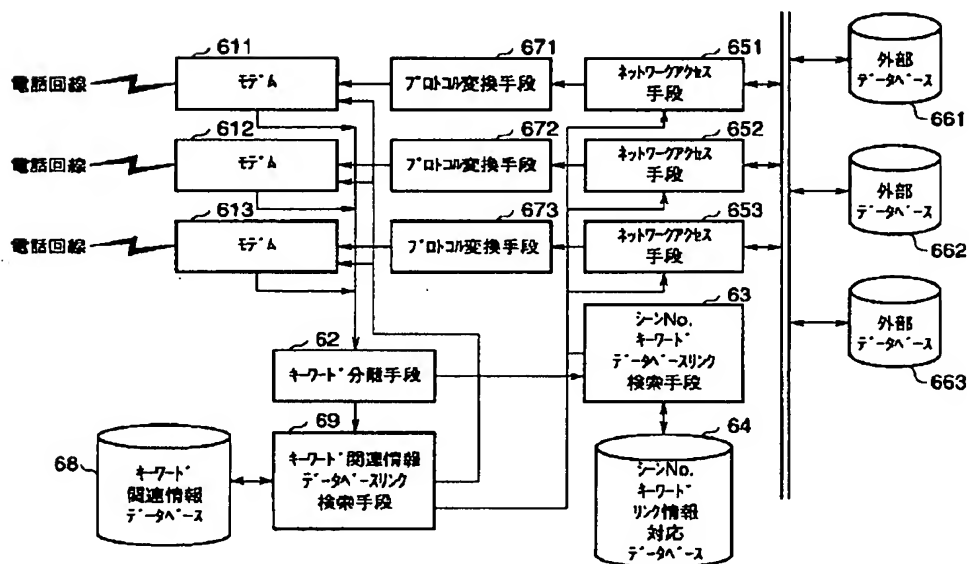 611
671
651
電話回線
モデム
プロトコル変換手段
ネットワークアクセス
手段
外部
データベース
661
612
672
652
電話回線
モデム
プロトコル変換手段
ネットワークアクセス
手段
外部
データベース
662
613
673
653
電話回線
モデム
プロトコル変換手段
ネットワークアクセス
手段
外部
データベース
663
62
キーワード分離手段
63
シーンNo.
キーワード
データベースリンク
検索手段
69
キーワード関連情報
データベースリンク
検索手段
68
キーワード
関連情報
データベース
64
シーンNo.
キーワード
リンク情報
対応
データベース